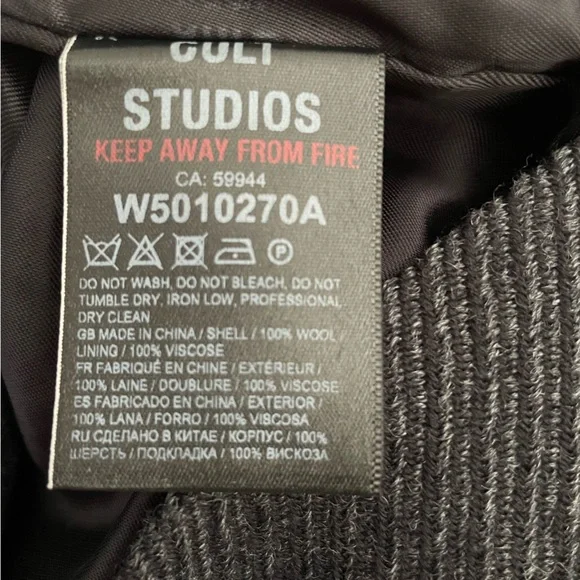 CULT
STUDIOS
KEEP AWAY FROM FIRE
CA: 59944
W5010270A
P
DO NOT WASH, DO NOT BLEACH, DO NOT
TUMBLE DRY, IRON LOW, PROFESSIONAL
DRY CLEAN
GB MADE IN CHINA / SHELL / 100% WOOL
LINING / 100% VISCOSE
FR FABRIQUÉ EN CHINE / EXTÉRIEUR /
100% LAINE / DOUBLURE / 100% VISCOSE
ES FABRICADO EN CHINA / EXTERIOR /
100% LANA / FORRO / 100% VISCOSA
RU СДЕЛАНО В КИТАЕ / КОРПУС / 100%
ШЕРСТЬ / ПОДКЛАДКА / 100% ВИСКОЗА